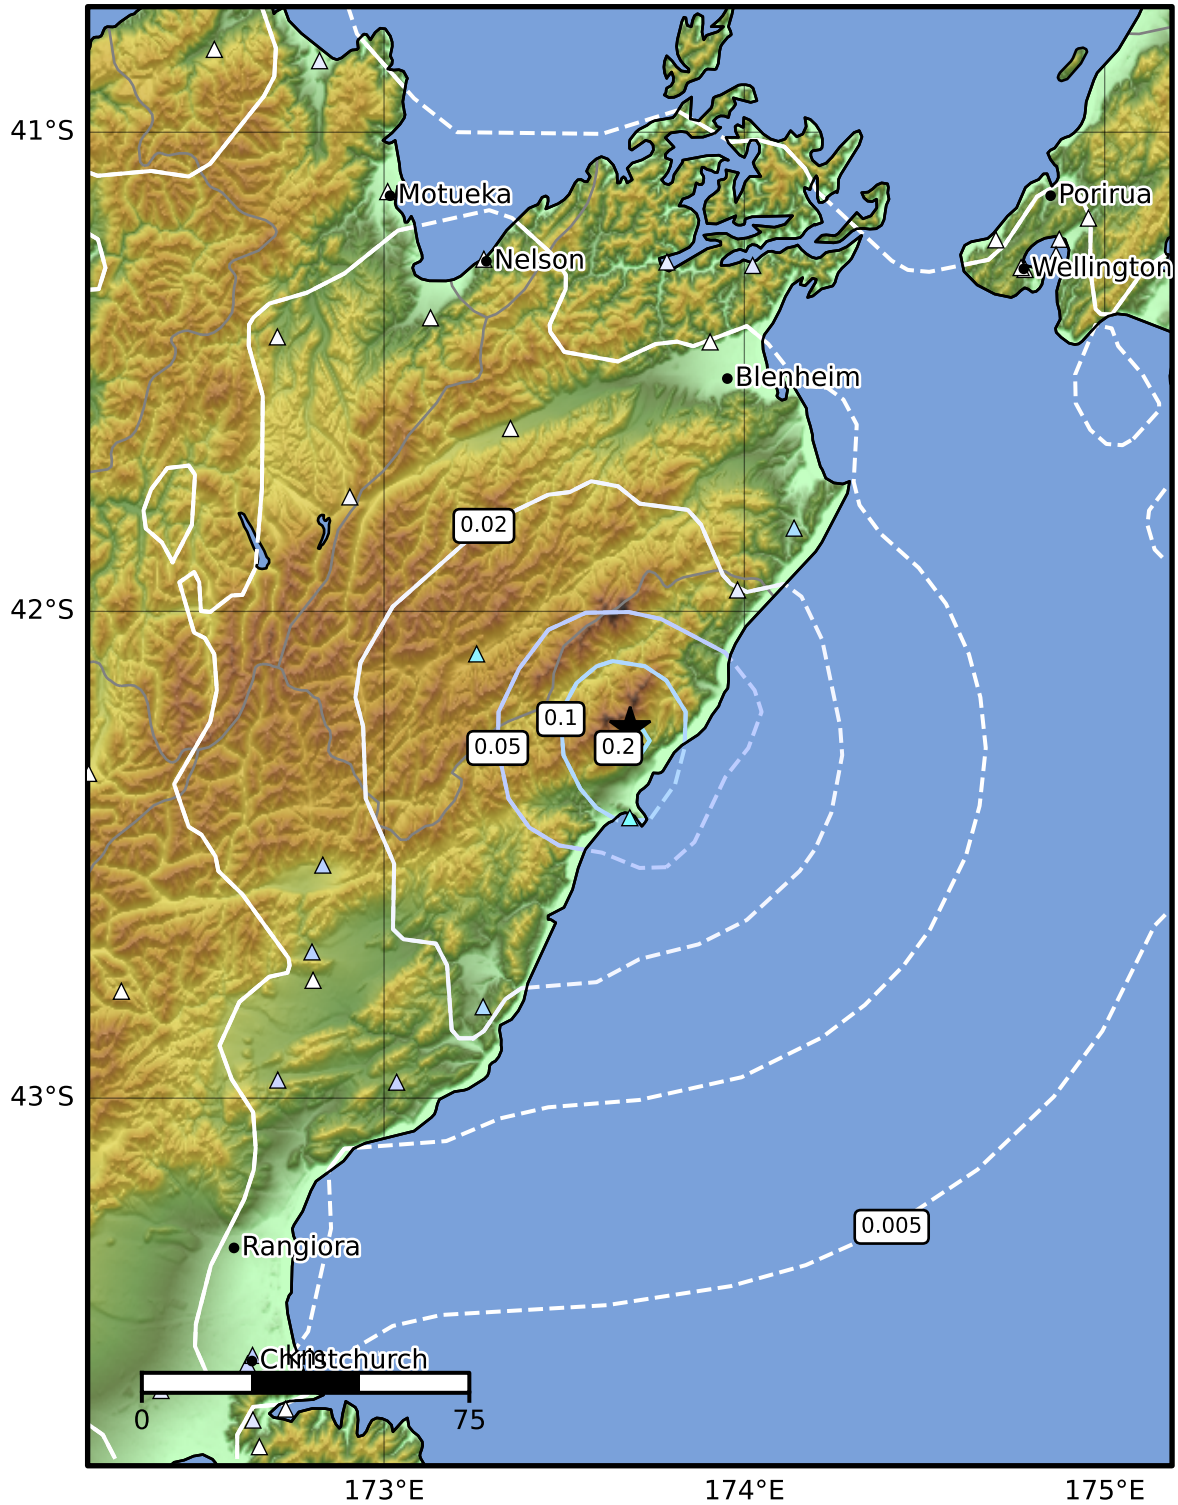 41°S
Motueka
Porirua
Nelson
Wellington
Blenheim
0.02
42°S
0.1
0.05
0.2
43°S
0.005
Rangiora
km
Christchurch
0
75
173°E
174°E
175°E